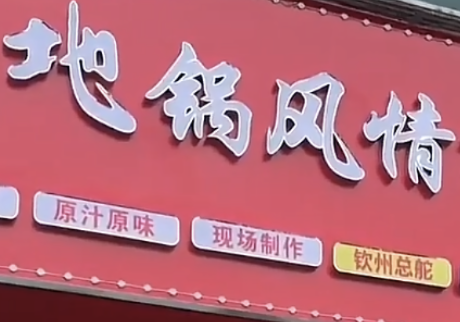 地锅风情
原汁原味 现场制作 钦州总舵